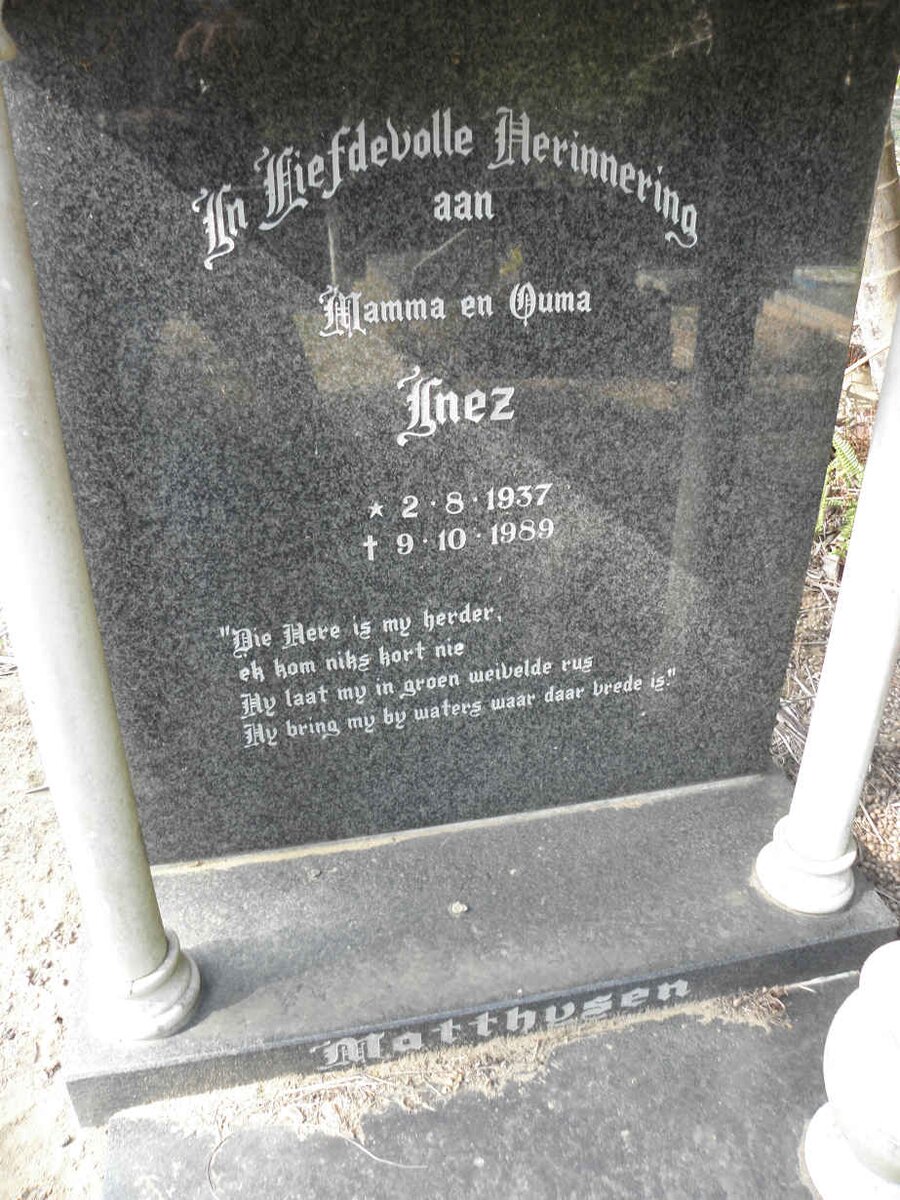 In Liefdevolle Herinnering
aan
Mamma en Ouma
Inez
★ 2 · 8 · 1937
✝ 9 · 10 · 1989
"Die Here is my herder,
ek kom niks kort nie
Hy laat my in groen weivelde rus
Hy bring my by waters waar daar vrede is."
Matthysen